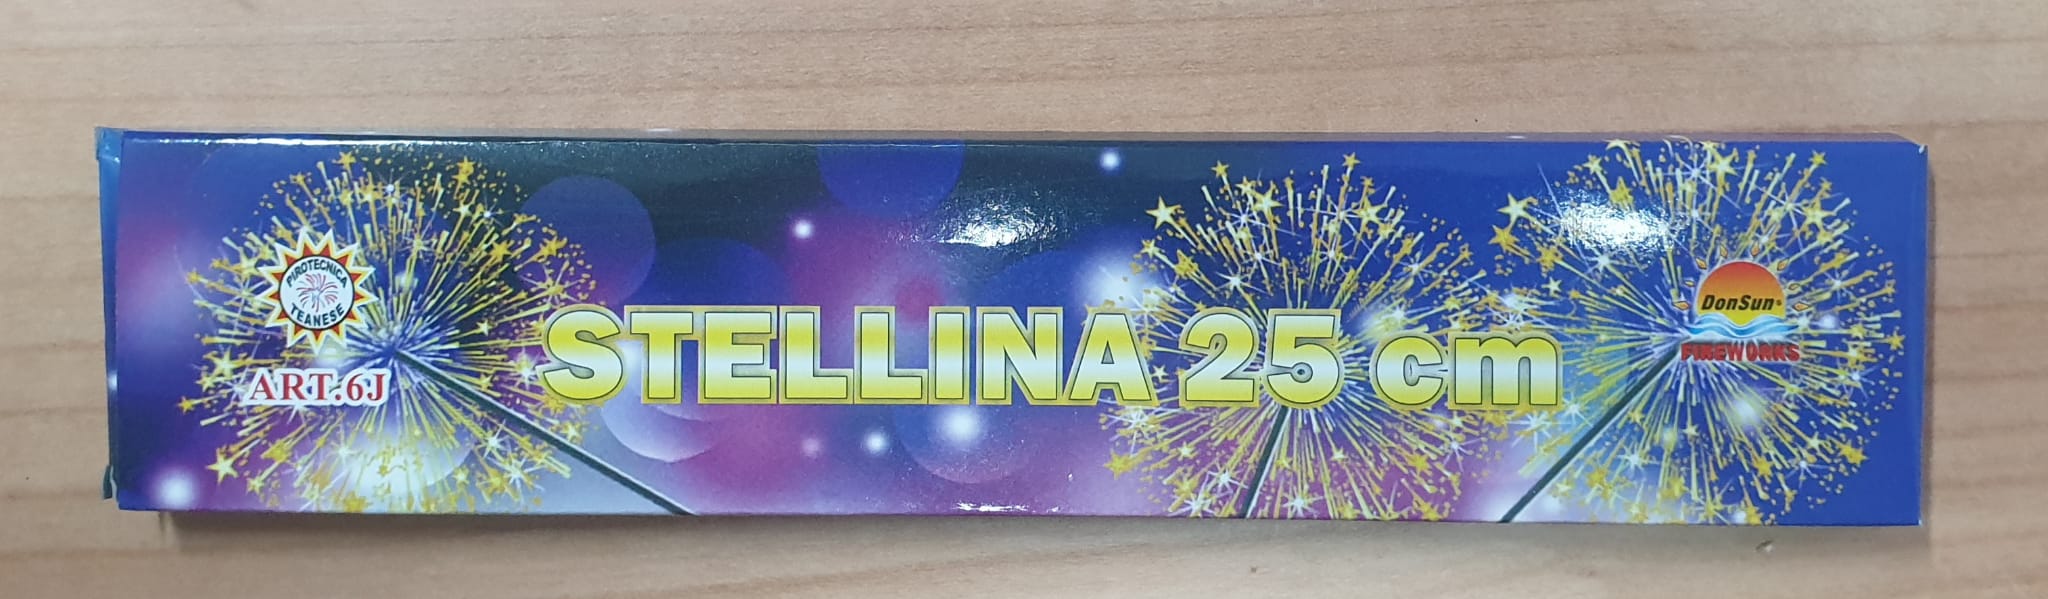 PIROTECNICA
TEANESE
ART.6J
STELLINA 25 cm
DonSun®
FIREWORKS